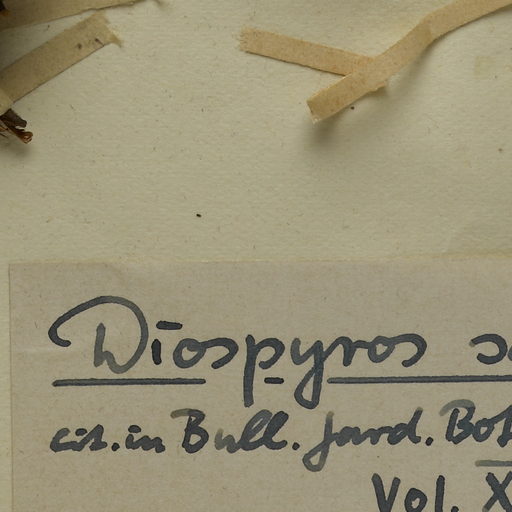 Diospyros
cit. in Bull. Jard. Bot
Vol. X